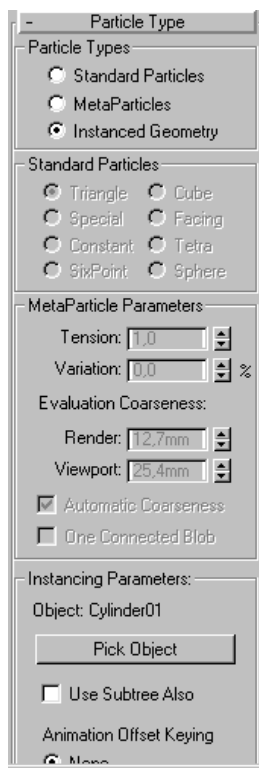 - Particle Type
Particle Types
Standard Particles
MetaParticles
Instanced Geometry
Standard Particles
Triangle Cube
Special Facing
Constant Tetra
SixPoint Sphere
MetaParticle Parameters
Tension: 1,0
Variation: 0,0 %
Evaluation Coarseness:
Render: 12,7mm
Viewport: 25,4mm
Automatic Coarseness
One Connected Blob
Instancing Parameters:
Object: Cylinder01
Pick Object
Use Subtree Also
Animation Offset Keying
None